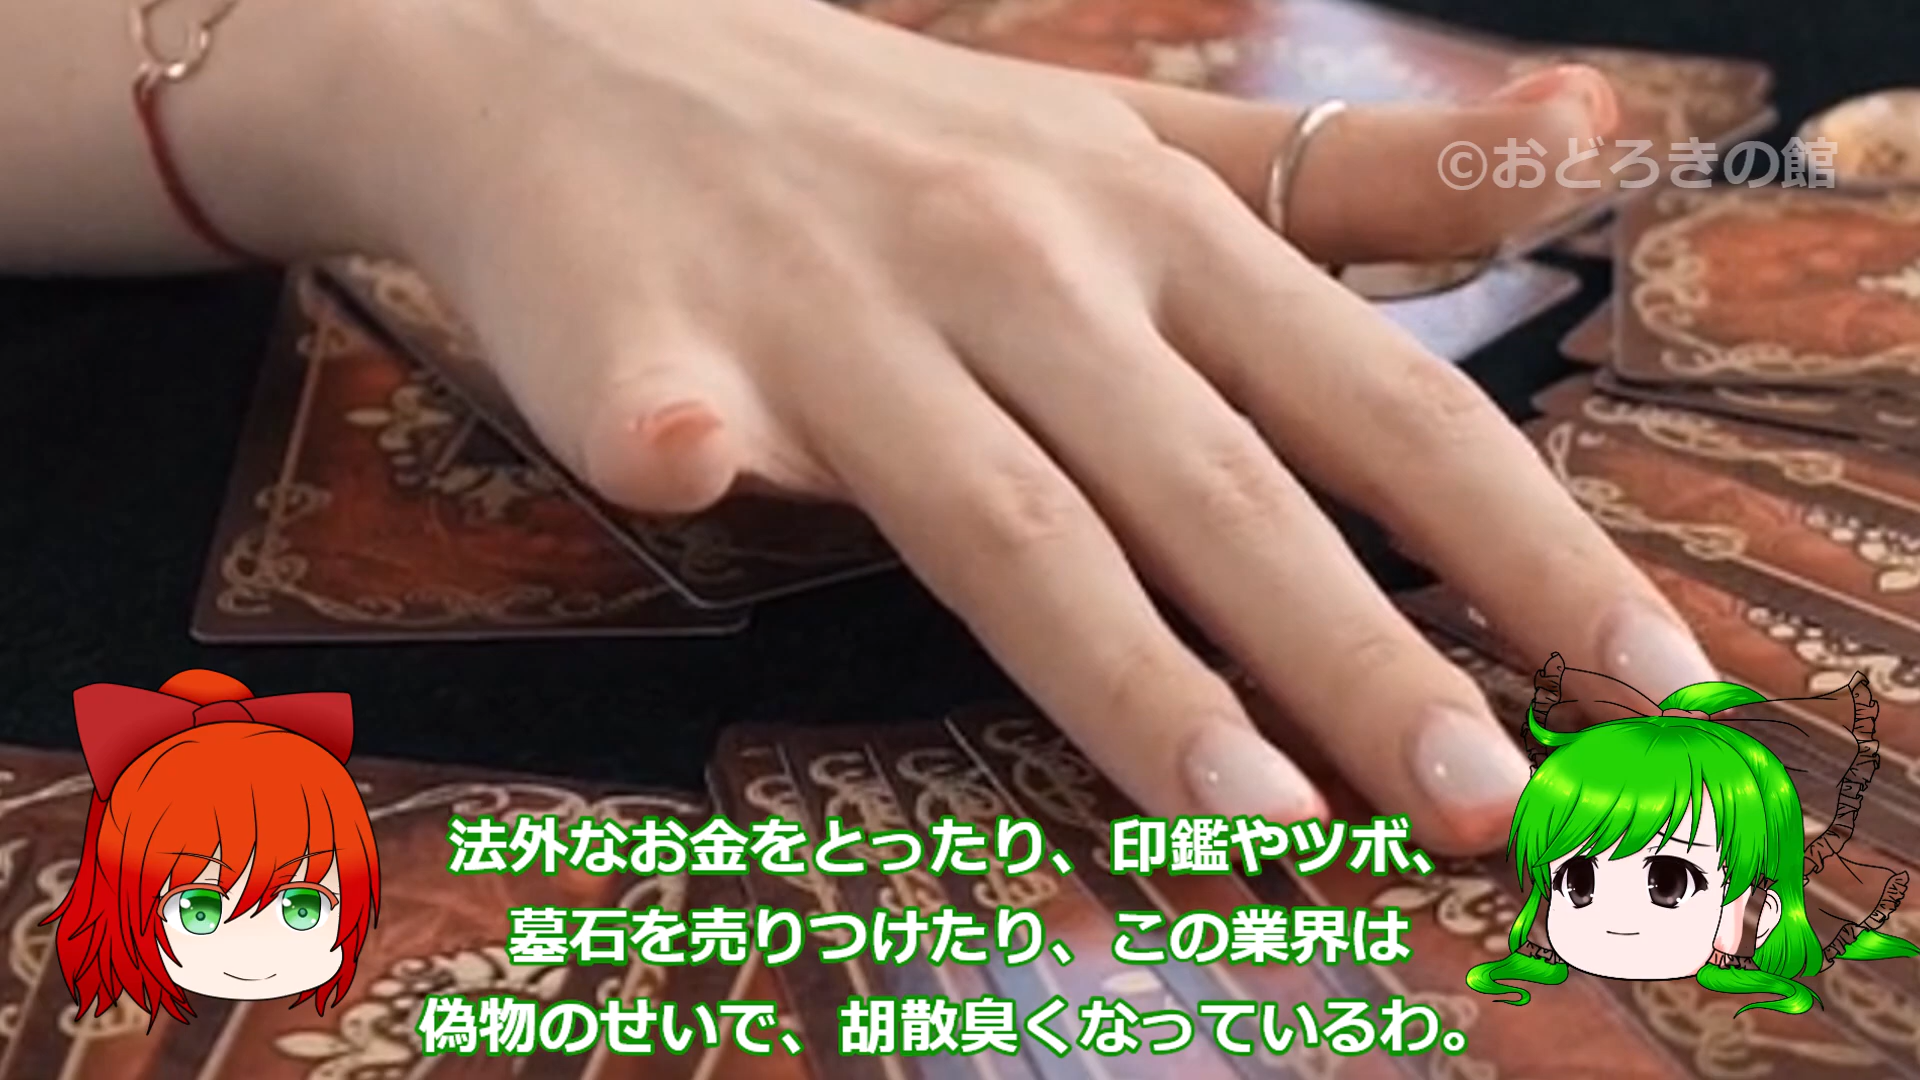 ©おどろきの館
法外なお金をとったり、印鑑やツボ、
墓石を売りつけたり、この業界は
偽物のせいで、胡散臭くなっているわ。